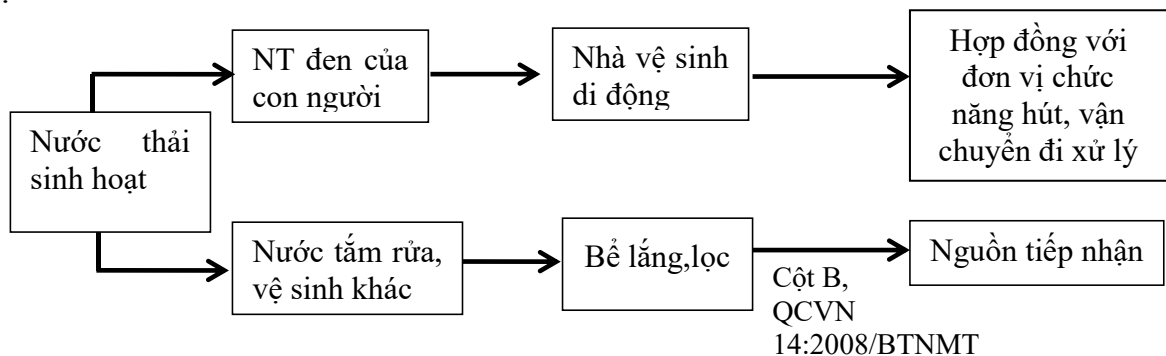 NT đen của
con người
Nhà vệ sinh
di động
Hợp đồng với
đơn vị chức
năng hút, vận
chuyển đi xử lý
Nước thải
sinh hoạt
Nước tắm rửa,
vệ sinh khác
Bể lắng,lọc
Cột B,
QCVN
14:2008/BTNMT
Nguồn tiếp nhận